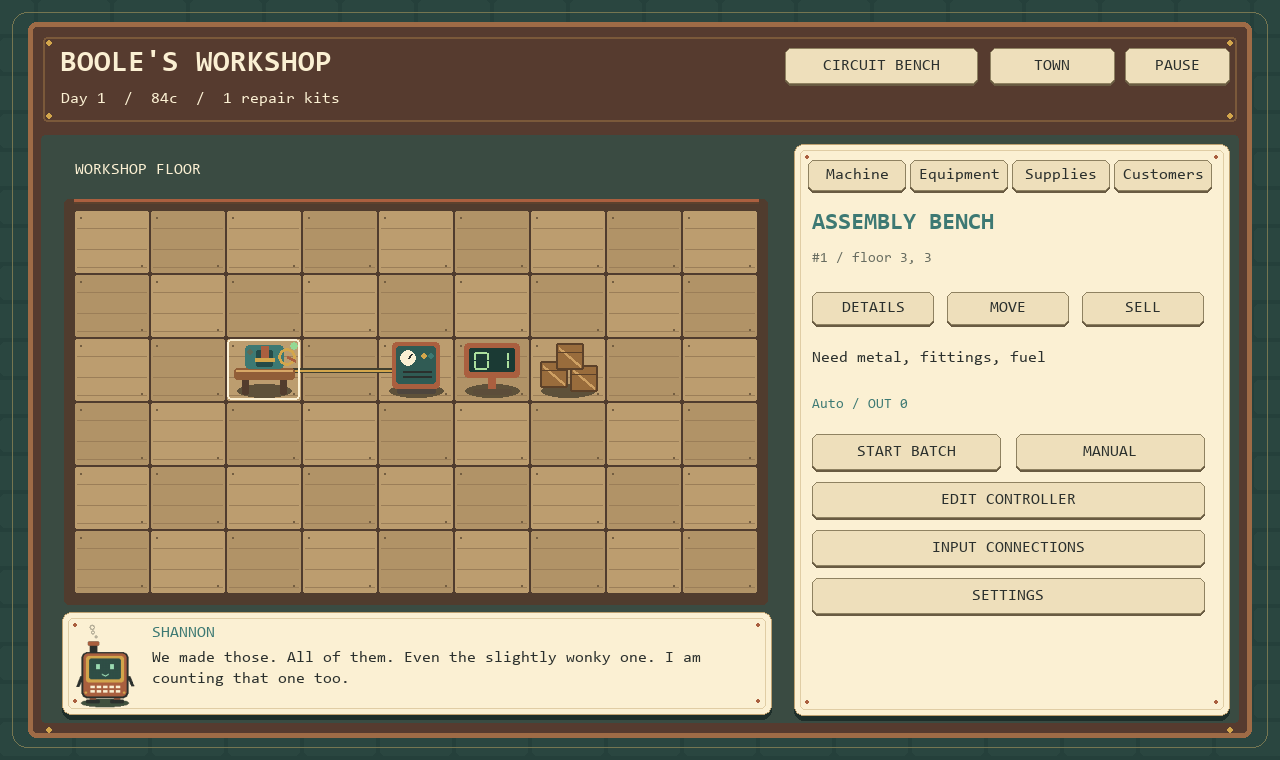 BOOLE'S WORKSHOP
CIRCUIT BENCH
TOWN
PAUSE
Day 1 / 84c / 1 repair kits
WORKSHOP FLOOR
01
SHANNON
We made those. All of them. Even the slightly wonky one. I am
counting that one too.
Machine
Equipment
Supplies
Customers
ASSEMBLY BENCH
#1 / floor 3, 3
DETAILS
MOVE
SELL
Need metal, fittings, fuel
Auto / OUT 0
START BATCH
MANUAL
EDIT CONTROLLER
INPUT CONNECTIONS
SETTINGS